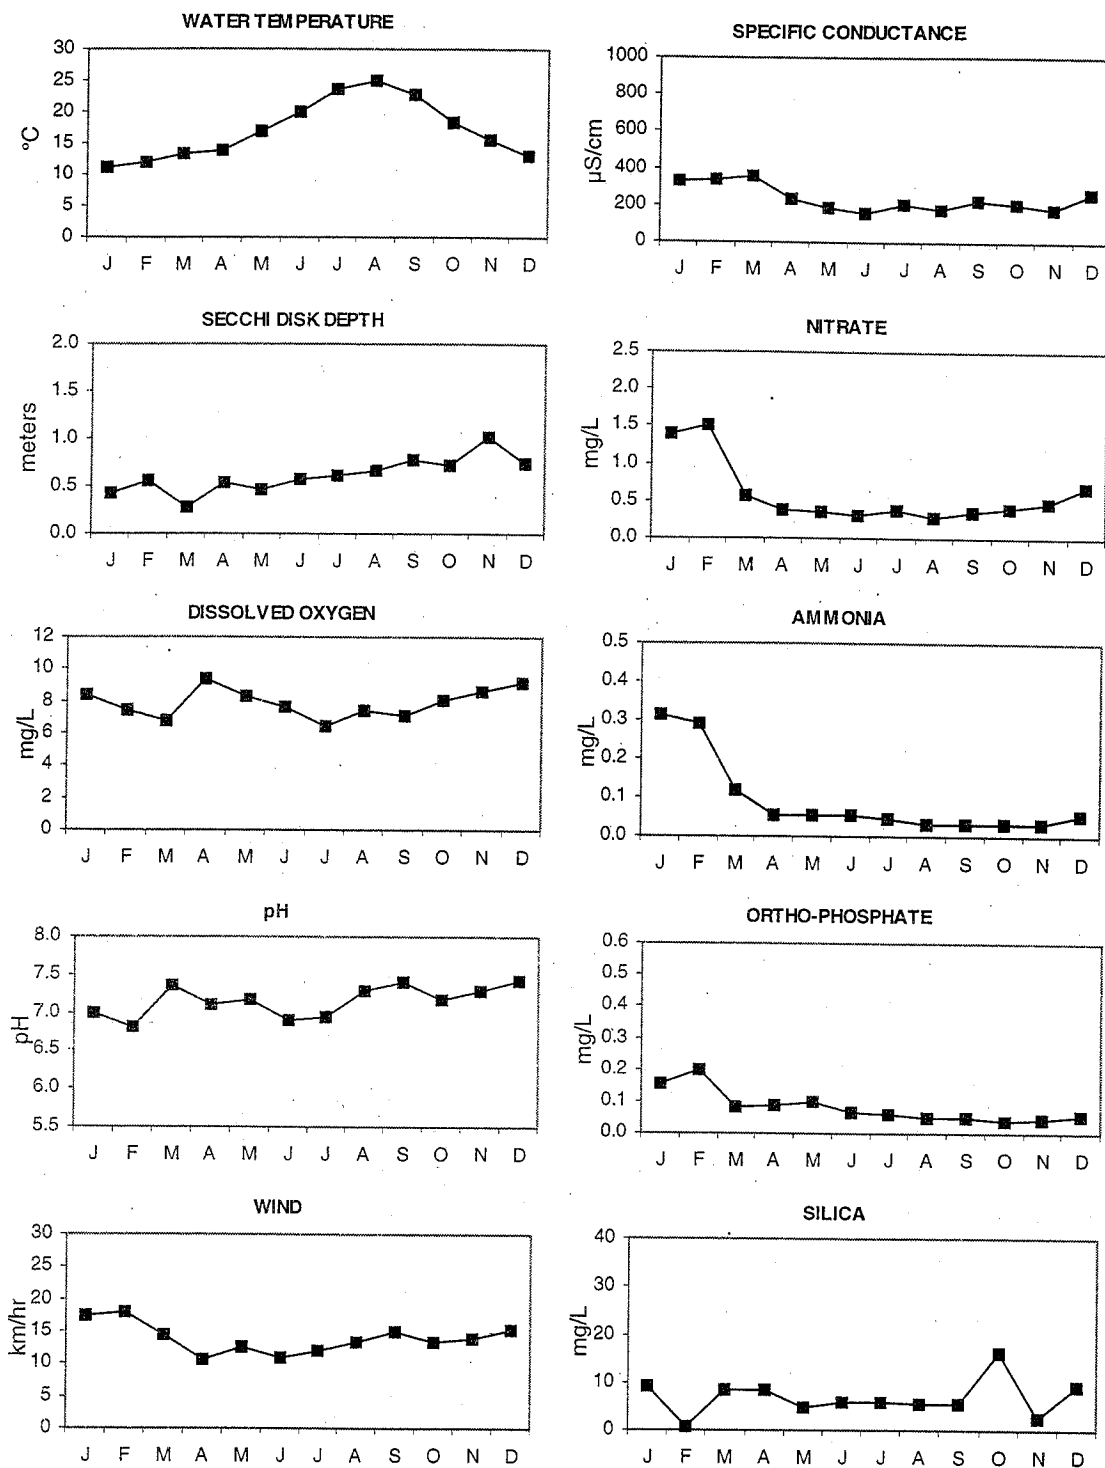 WATER TEMPERATURE
30
25
20
15
10
5
0
°C
J F M A M J J A S O N D
SPECIFIC CONDUCTANCE
1000
800
600
400
200
0
µS/cm
J F M A M J J A S O N D
SECCHI DISK DEPTH
2.0
1.5
1.0
0.5
0.0
meters
J F M A M J J A S O N D
NITRATE
2.5
2.0
1.5
1.0
0.5
0.0
mg/L
J F M A M J J A S O N D
DISSOLVED OXYGEN
12
10
8
6
4
2
0
mg/L
J F M A M J J A S O N D
AMMONIA
0.5
0.4
0.3
0.2
0.1
0.0
mg/L
J F M A M J J A S O N D
pH
8.0
7.5
7.0
6.5
6.0
5.5
pH
J F M A M J J A S O N D
ORTHO-PHOSPHATE
0.6
0.5
0.4
0.3
0.2
0.1
0.0
mg/L
J F M A M J J A S O N D
WIND
30
25
20
15
10
5
0
km/hr
J F M A M J J A S O N D
SILICA
40
30
20
10
0
mg/L
J F M A M J J A S O N D